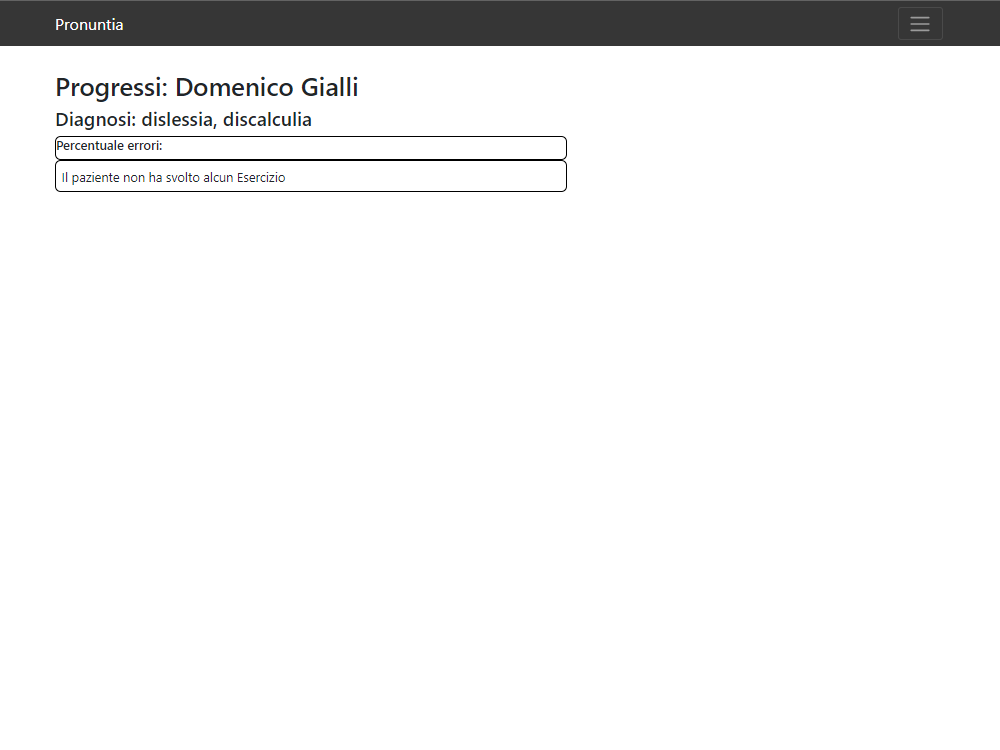 Pronuntia
Progressi: Domenico Gialli
Diagnosi: dislessia, discalculia
Percentuale errori:
Il paziente non ha svolto alcun Esercizio